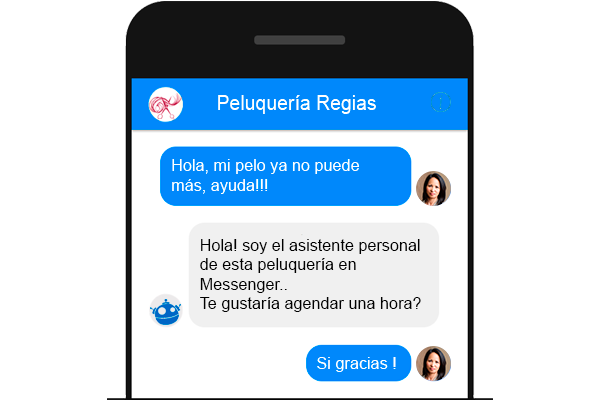 Peluquería Regias
Hola, mi pelo ya no puede
más, ayuda!!!
Hola! soy el asistente personal
de esta peluquería en
Messenger..
Te gustaría agendar una hora?
Si gracias !